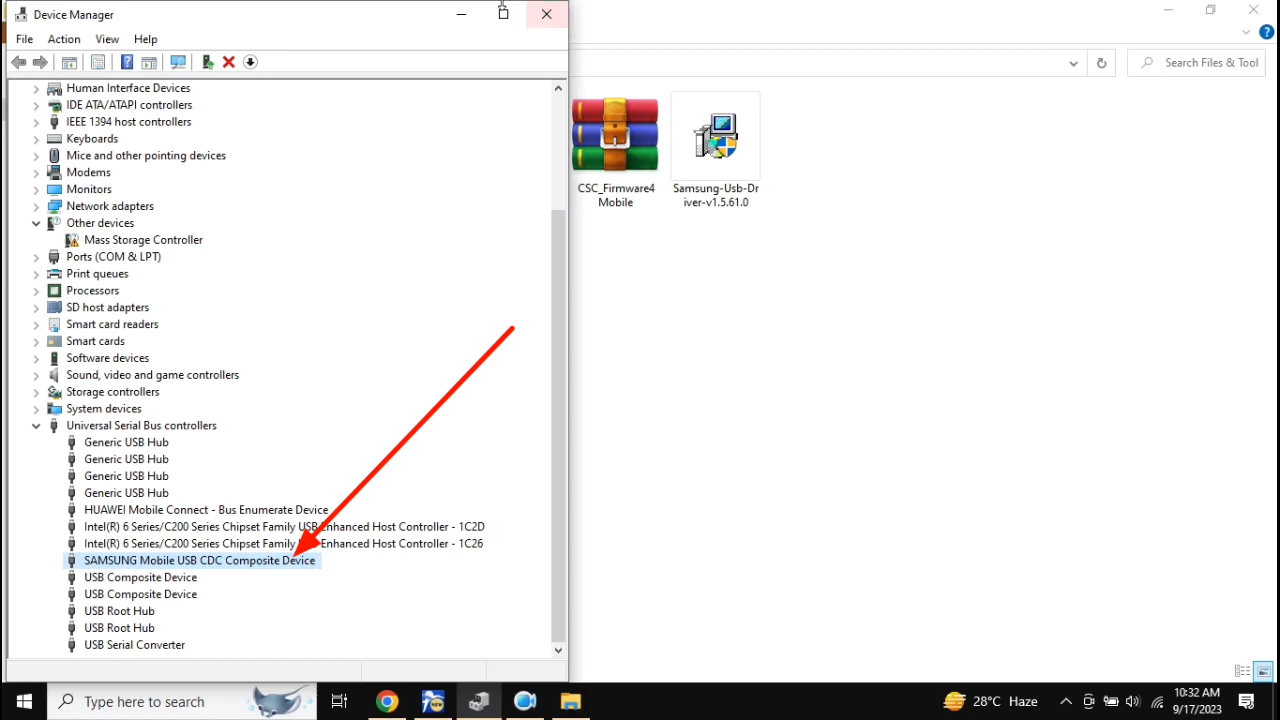 Device Manager
File Action View Help
Search Files & Tool
Human Interface Devices
IDE ATA/ATAPI controllers
IEEE 1394 host controllers
Keyboards
Mice and other pointing devices
Modems
Monitors
Network adapters
Other devices
Mass Storage Controller
Ports (COM & LPT)
Print queues
Processors
SD host adapters
Smart card readers
Smart cards
Software devices
Sound, video and game controllers
Storage controllers
System devices
Universal Serial Bus controllers
Generic USB Hub
Generic USB Hub
Generic USB Hub
Generic USB Hub
HUAWEI Mobile Connect - Bus Enumerate Device
Intel(R) 6 Series/C200 Series Chipset Family USB Enhanced Host Controller - 1C2D
Intel(R) 6 Series/C200 Series Chipset Family Enhanced Host Controller - 1C26
SAMSUNG Mobile USB CDC Composite Device
USB Composite Device
USB Composite Device
USB Root Hub
USB Root Hub
USB Serial Converter
CSC_Firmware4
Mobile
Samsung-Usb-Dr
iver-v1.5.61.0
Type here to search
NEW
28°C Haze
10:32 AM
9/17/2023